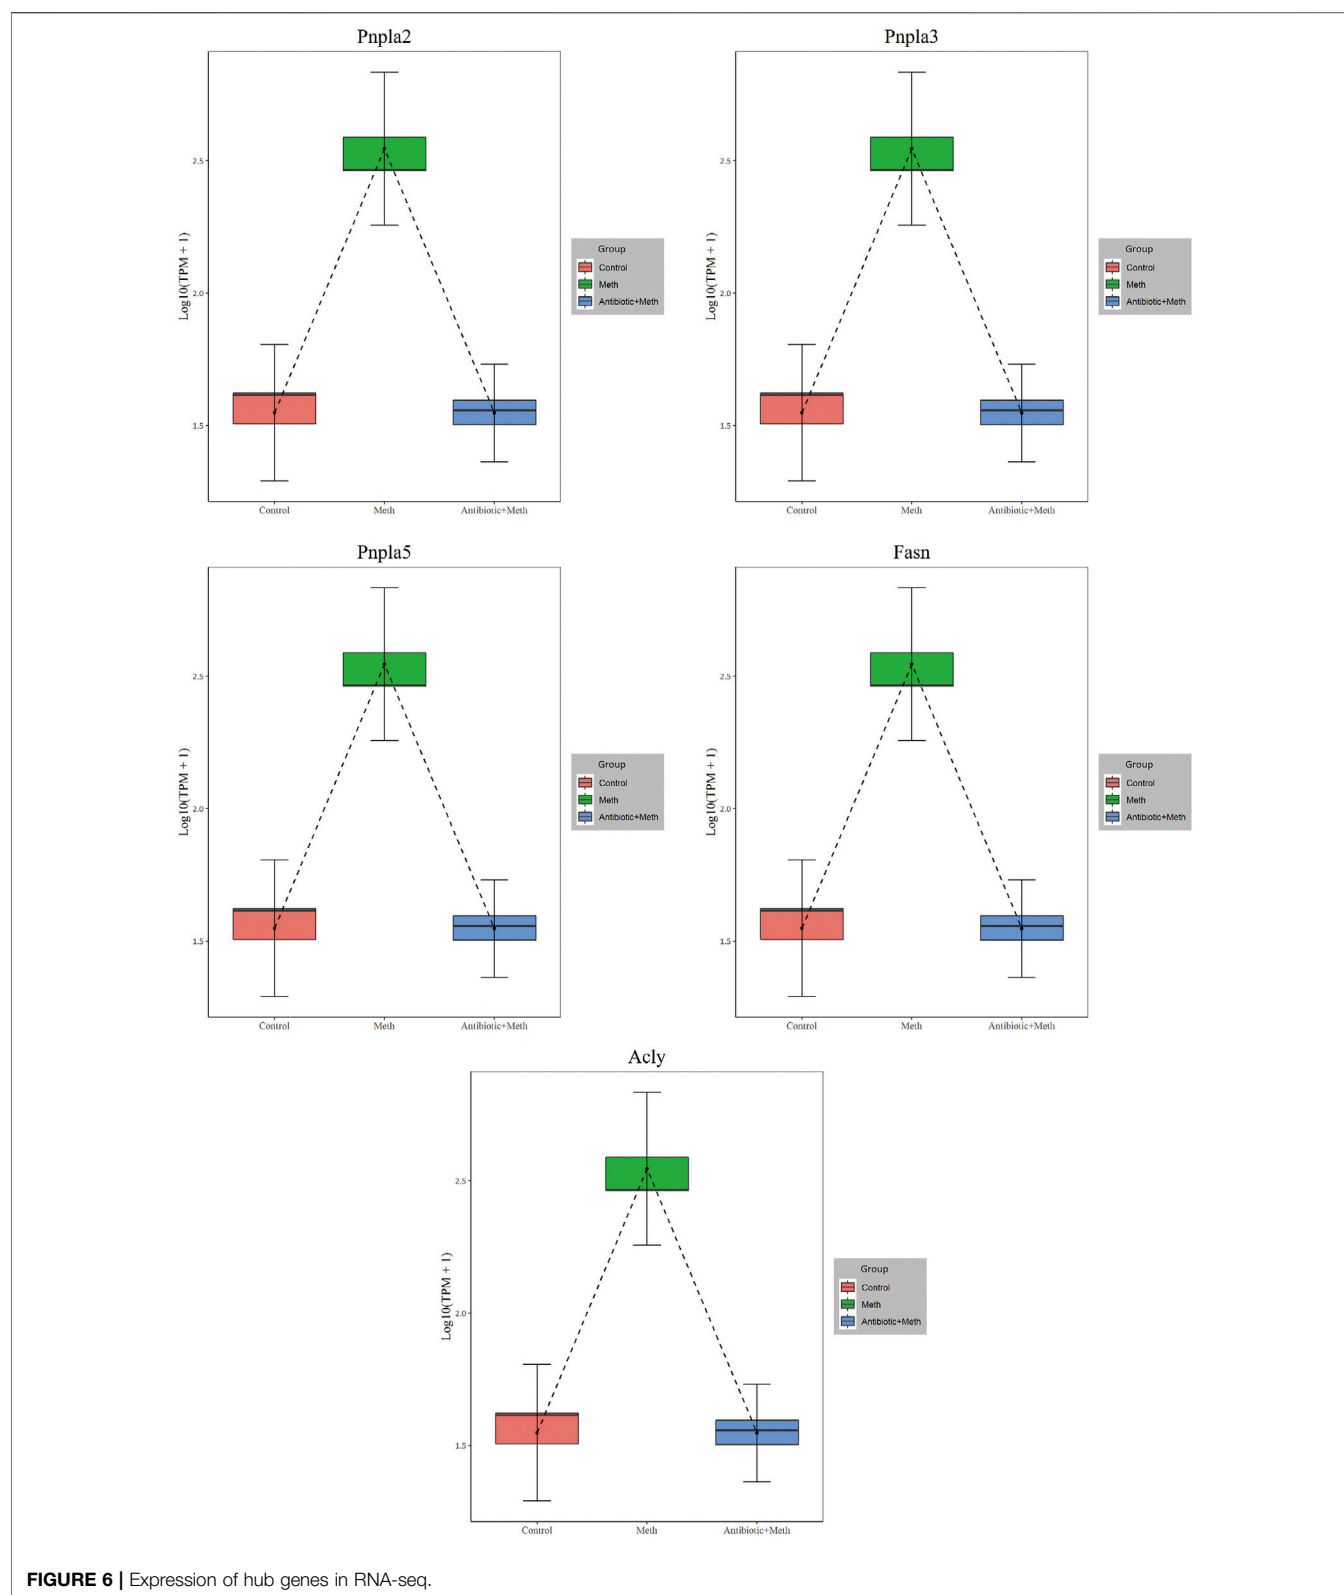 Pnpla2
Log10(TPM + 1)
2.5
2.0
1.5
Control Meth Antibiotic+Meth
Group
Control
Meth
Antibiotic+Meth
Pnpla3
Log10(TPM + 1)
2.5
2.0
1.5
Control Meth Antibiotic+Meth
Group
Control
Meth
Antibiotic+Meth
Pnpla5
Log10(TPM + 1)
2.5
2.0
1.5
Control Meth Antibiotic+Meth
Group
Control
Meth
Antibiotic+Meth
Fasn
Log10(TPM + 1)
2.5
2.0
1.5
Control Meth Antibiotic+Meth
Group
Control
Meth
Antibiotic+Meth
Acly
Log10(TPM + 1)
2.5
2.0
1.5
Control Meth Antibiotic+Meth
Group
Control
Meth
Antibiotic+Meth
FIGURE 6 | Expression of hub genes in RNA-seq.